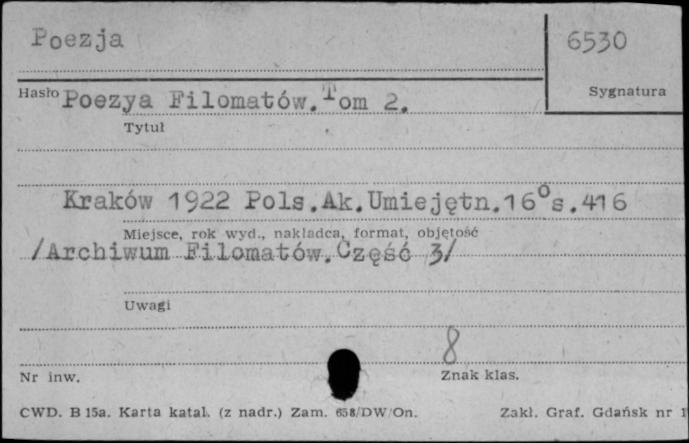 Poezja
6530
Hasło
Sygnatura
Poezya Filomatów.Tom 2.
Tytuł
Kraków 1922 Pols.Ak.Umiejętn.16°s.416
Miejsce, rok wyd., nakładca, format, objętość
/Archiwum Filomatów.Część 3/
Uwagi
8
Nr inw.
Znak klas.
CWD. B 15a. Karta katal. (z nadr.) Zam. 658/DW/On.
Zakł. Graf. Gdańsk nr 1